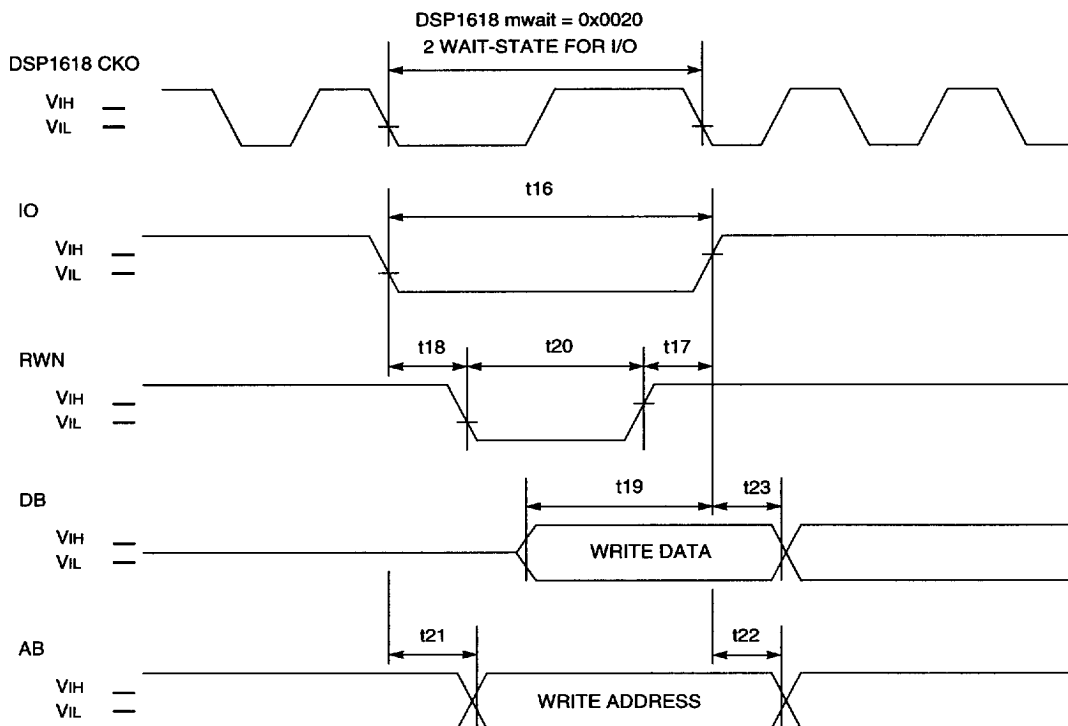 DSP1618 mwait = 0x0020
2 WAIT-STATE FOR I/O
DSP1618 CKO
VIH
VIL
t16
IO
VIH
VIL
t18 t20 t17
RWN
VIH
VIL
t19 t23
DB
VIH
VIL
WRITE DATA
t21 t22
AB
VIH
VIL
WRITE ADDRESS